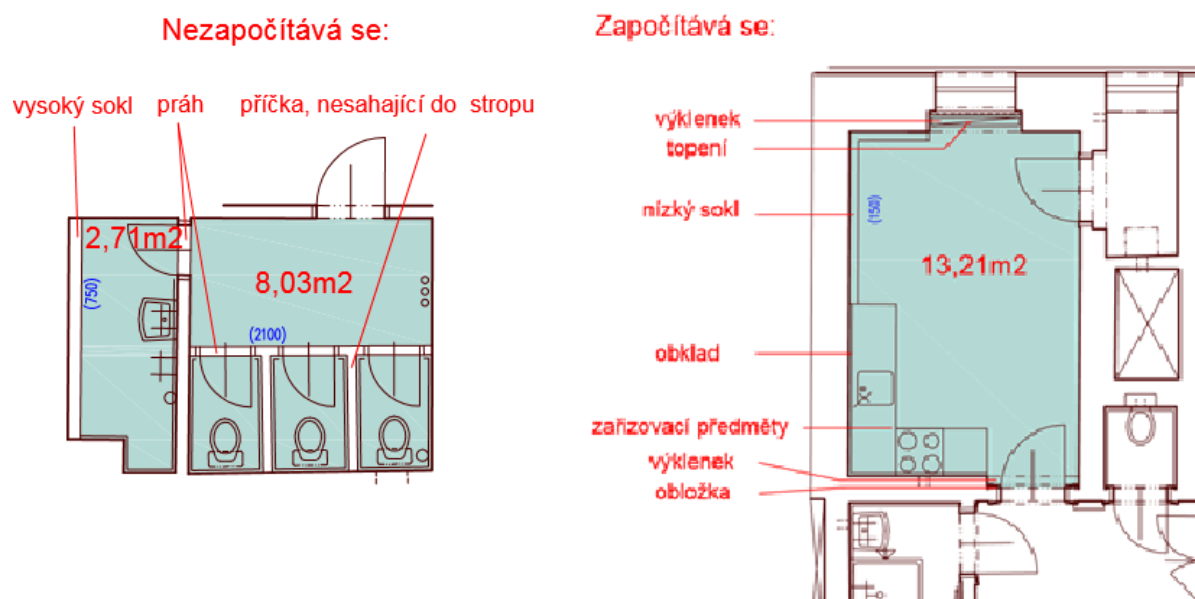 Nezapočítává se:
Započítává se:
vysoký sokl
práh
příčka, nesahající do stropu
2,71m2
8,03m2
(750)
(2100)
výklenek
topení
nízký sokl
(150)
13,21m2
obklad
zařizovací předměty
výklenek
obložka